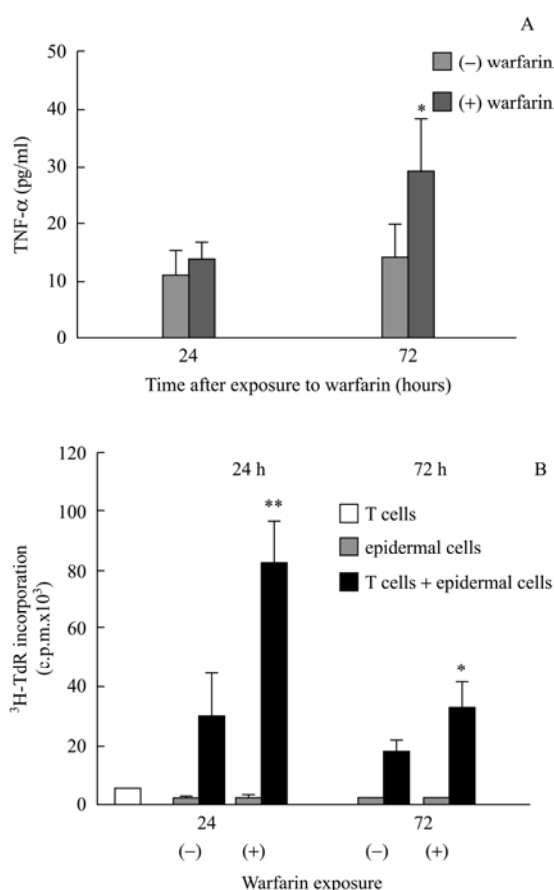 A
50
40
30
20
10
0
TNF-α (pg/ml)
(−) warfarin
(+) warfarin
*
24 72
Time after exposure to warfarin (hours)
B
120
100
80
60
40
20
0
³H-TdR incorporation
(c.p.m.x10³)
24 h 72 h
T cells
epidermal cells
T cells + epidermal cells
**
*
24 72
(−) (+) (−) (+)
Warfarin exposure